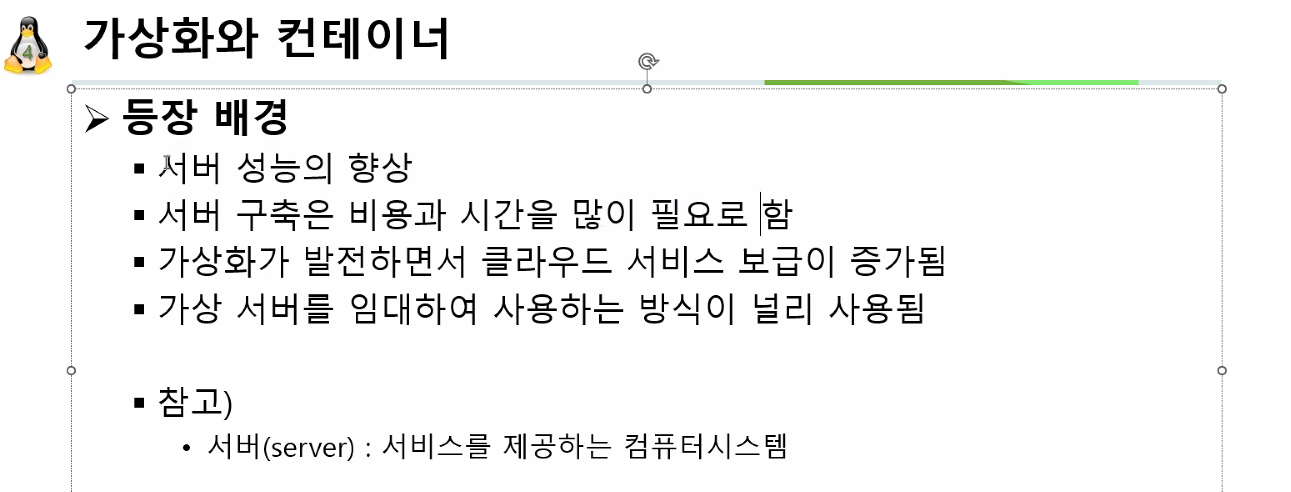 가상화와 컨테이너
➢ 등장 배경
▪ 서버 성능의 향상
▪ 서버 구축은 비용과 시간을 많이 필요로 함
▪ 가상화가 발전하면서 클라우드 서비스 보급이 증가됨
▪ 가상 서버를 임대하여 사용하는 방식이 널리 사용됨
▪ 참고)
• 서버(server) : 서비스를 제공하는 컴퓨터시스템